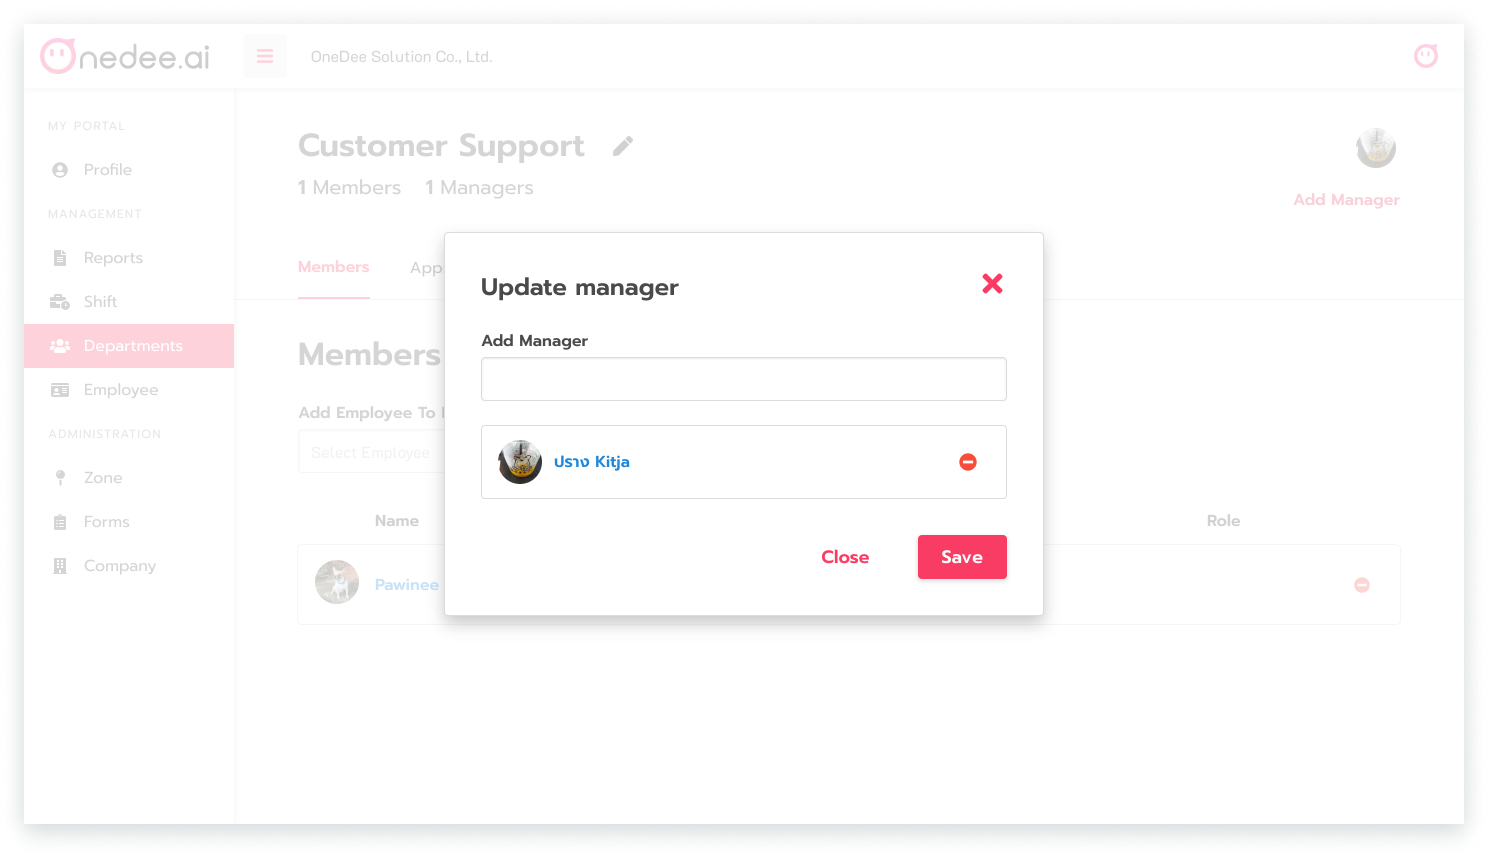 Onedee.ai
OneDee Solution Co., Ltd.
MY PORTAL
Profile
MANAGEMENT
Reports
Shift
Departments
Employee
ADMINISTRATION
Zone
Forms
Company
Customer Support
1 Members 1 Managers
Add Manager
Members App
Members
Add Employee To
Select Employee
Name Role
Pawinee
Update manager
Add Manager
ปราง Kitja
Close Save